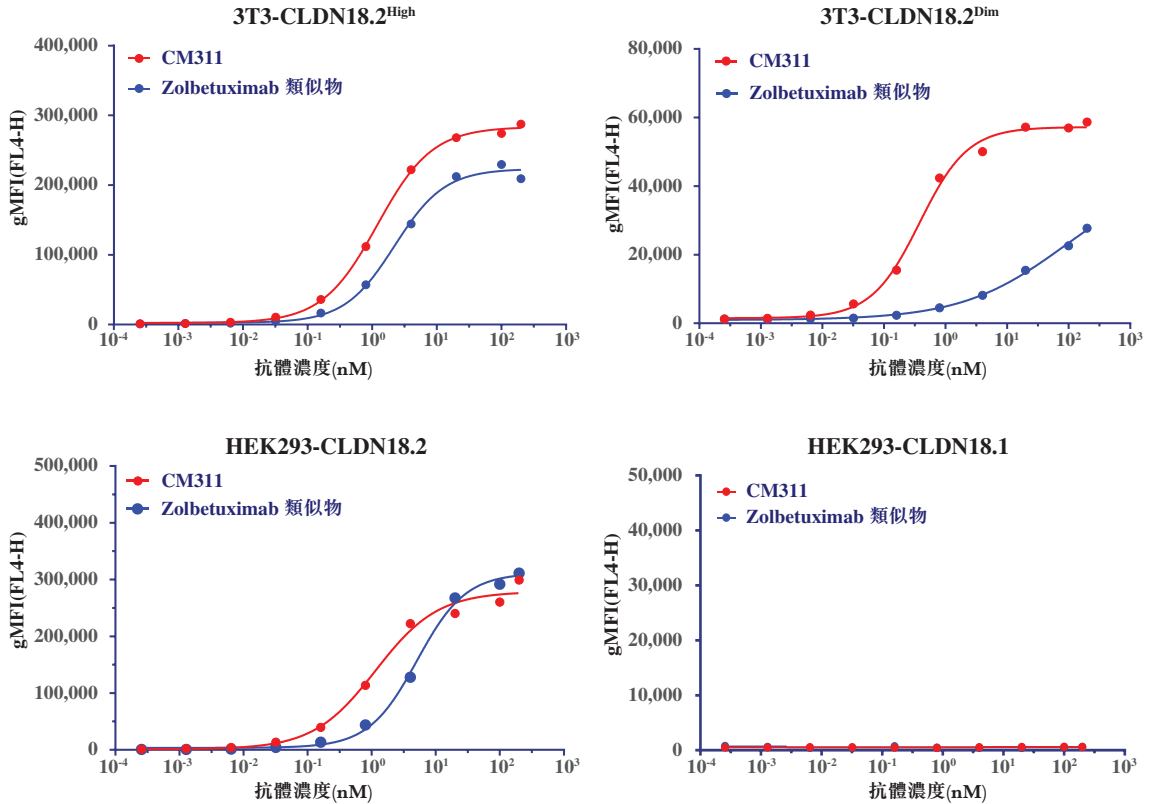 3T3-CLDN18.2High
400,000
300,000
200,000
100,000
0
gMFI(FL4-H)
CM311
Zolbetuximab 類似物
10-4
10-3
10-2
10-1
100
101
102
103
抗體濃度(nM)
3T3-CLDN18.2Dim
80,000
60,000
40,000
20,000
0
gMFI(FL4-H)
CM311
Zolbetuximab 類似物
10-4
10-3
10-2
10-1
100
101
102
103
抗體濃度(nM)
HEK293-CLDN18.2
500,000
400,000
300,000
200,000
100,000
0
gMFI(FL4-H)
CM311
Zolbetuximab 類似物
10-4
10-3
10-2
10-1
100
101
102
103
抗體濃度(nM)
HEK293-CLDN18.1
50,000
40,000
30,000
20,000
10,000
0
gMFI(FL4-H)
CM311
Zolbetuximab 類似物
10-4
10-3
10-2
10-1
100
101
102
103
抗體濃度(nM)